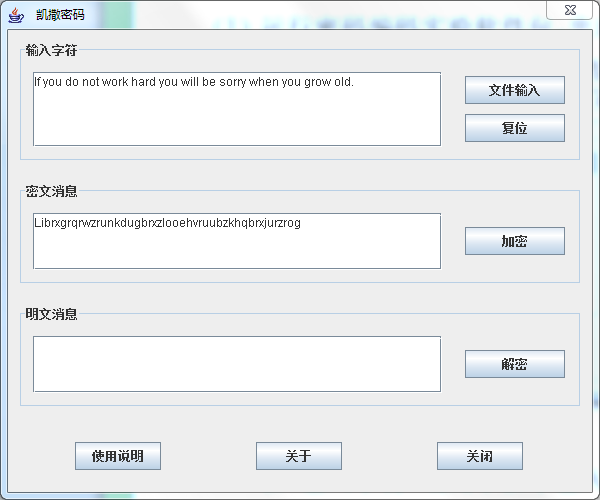 凯撒密码
输入字符
If you do not work hard you will be sorry when you grow old.
文件输入
复位
密文消息
Librxgrqrwzrunkdugbrxzlooehvruubzkhqbrxjurzrog
加密
明文消息
解密
使用说明
关于
关闭